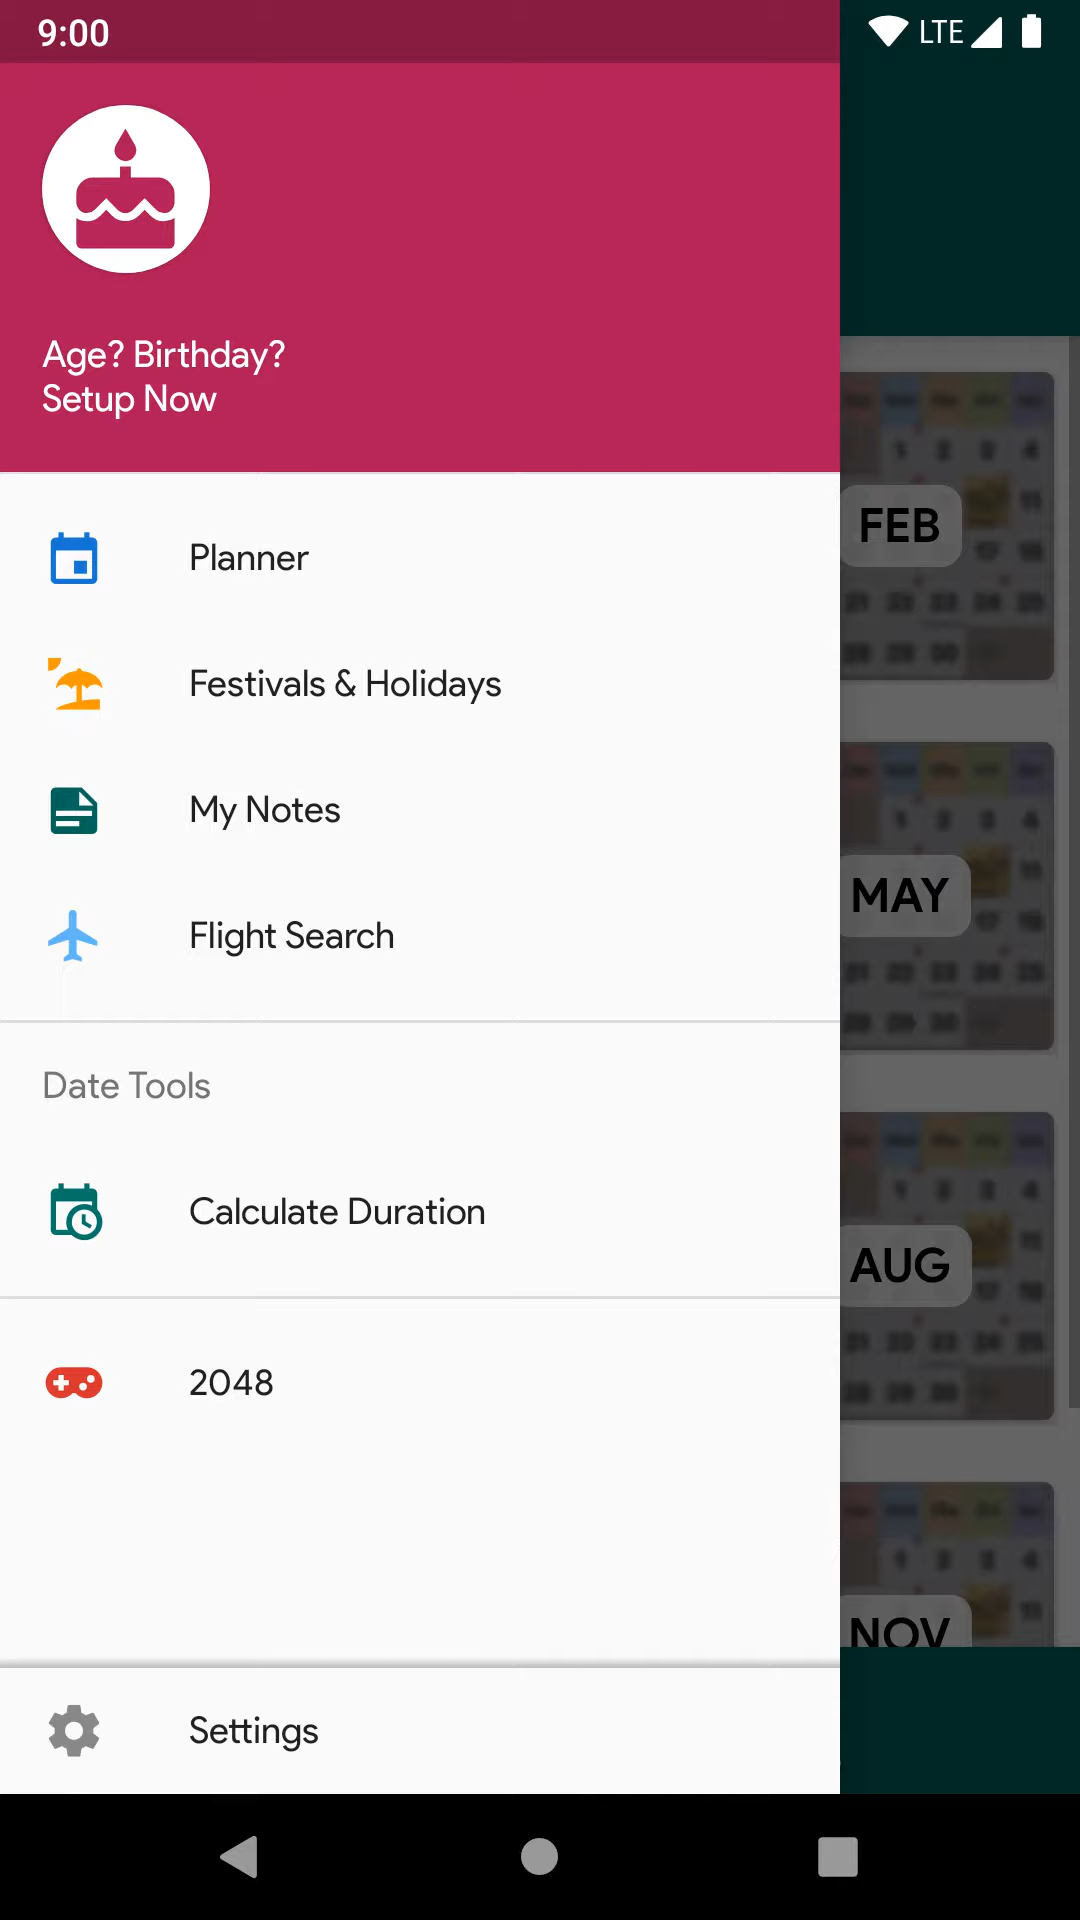 9:00
LTE
Age? Birthday?
Setup Now
Planner
Festivals & Holidays
My Notes
Flight Search
Date Tools
Calculate Duration
2048
Settings
FEB
MAY
AUG
NOV